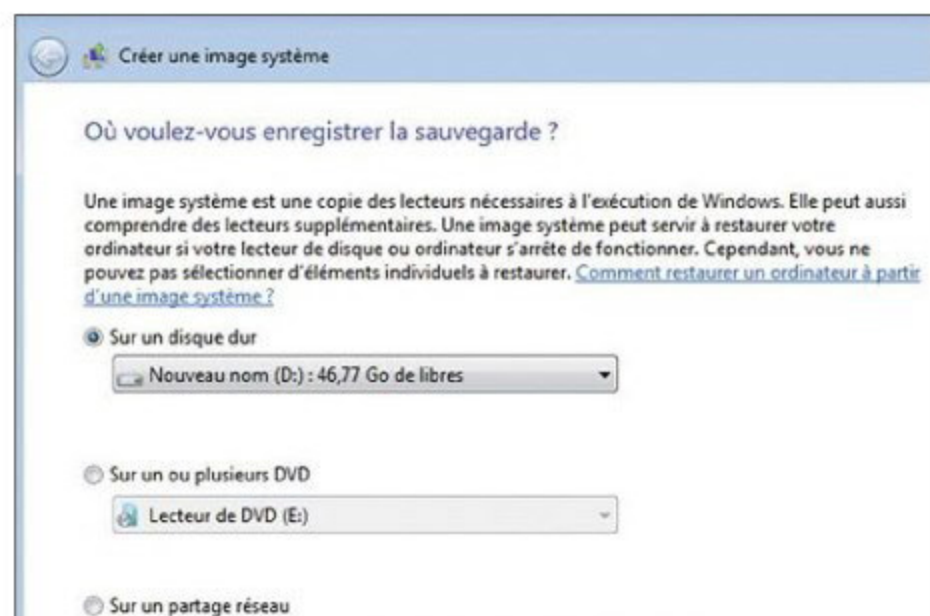 Créer une image système
Où voulez-vous enregistrer la sauvegarde ?
Une image système est une copie des lecteurs nécessaires à l'exécution de Windows. Elle peut aussi
comprendre des lecteurs supplémentaires. Une image système peut servir à restaurer votre
ordinateur si votre lecteur de disque ou ordinateur s'arrête de fonctionner. Cependant, vous ne
pouvez pas sélectionner d'éléments individuels à restaurer. Comment restaurer un ordinateur à partir
d'une image système ?
Sur un disque dur
Nouveau nom (D:) : 46,77 Go de libres
Sur un ou plusieurs DVD
Lecteur de DVD (E:)
Sur un partage réseau